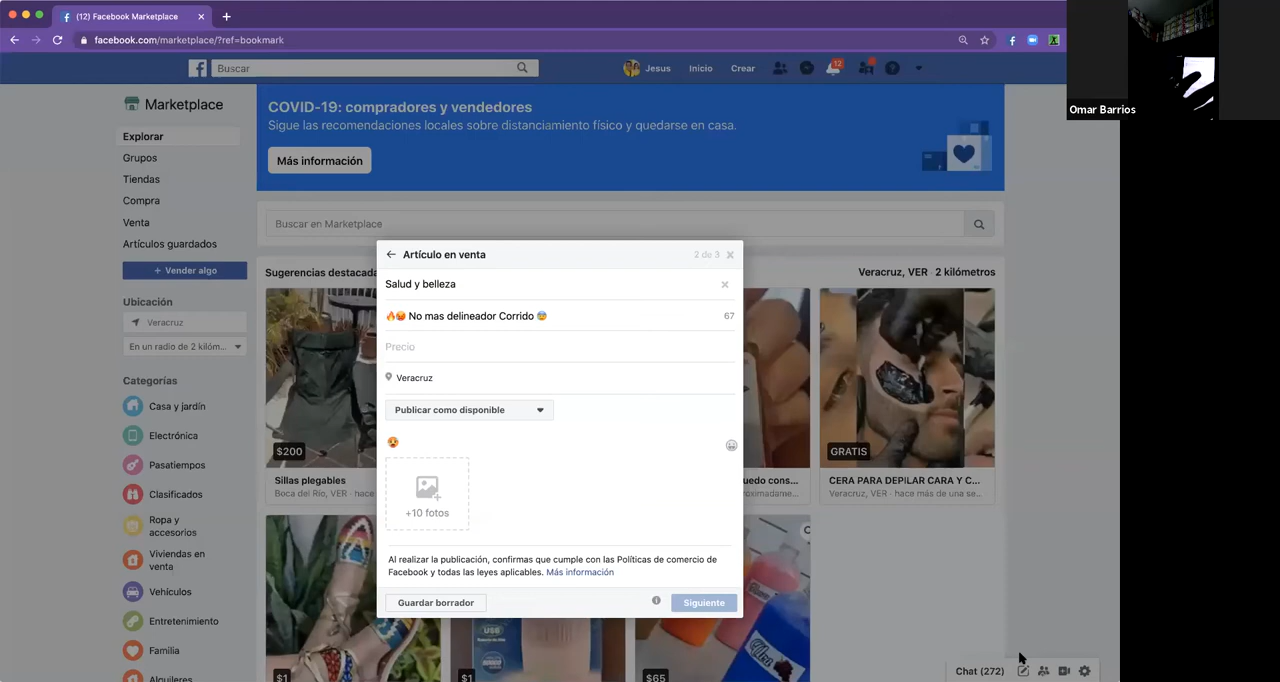 (12) Facebook Marketplace
facebook.com/marketplace/?ref=bookmark
Omar Barrios
Buscar
Jesus
Inicio
Crear
12
Marketplace
Explorar
Grupos
Tiendas
Compra
Venta
Artículos guardados
+ Vender algo
Ubicación
Veracruz
En un radio de 2 kilóm...
Categorías
Casa y jardín
Electrónica
Pasatiempos
Clasificados
Ropa y
accesorios
Viviendas en
venta
Vehículos
Entretenimiento
Familia
Alquileres
COVID-19: compradores y vendedores
Sigue las recomendaciones locales sobre distanciamiento físico y quedarse en casa.
Más información
Buscar en Marketplace
Sugerencias destacada
Veracruz, VER · 2 kilómetros
Artículo en venta
2 de 3
Salud y belleza
🔥😡 No mas delineador Corrido 😨
67
Precio
Veracruz
Publicar como disponible
+10 fotos
Al realizar la publicación, confirmas que cumple con las Políticas de comercio de
Facebook y todas las leyes aplicables. Más información
Guardar borrador
Siguiente
$200
Sillas plegables
Boca del Río, VER · hace
uedo cons...
roximadame...
GRATIS
CERA PARA DEPILAR CARA Y C...
Veracruz, VER · hace más de una se...
$1
USB
$1
$65
Chat (272)